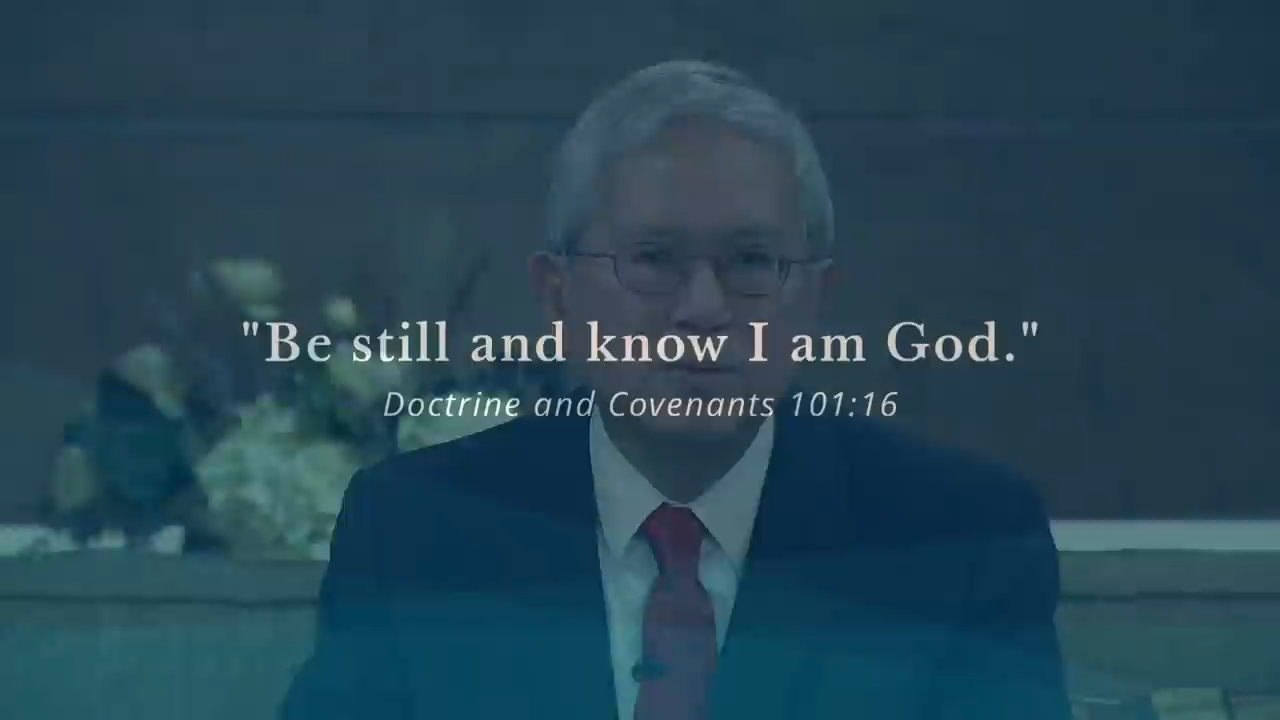 "Be still and know I am God."
Doctrine and Covenants 101:16